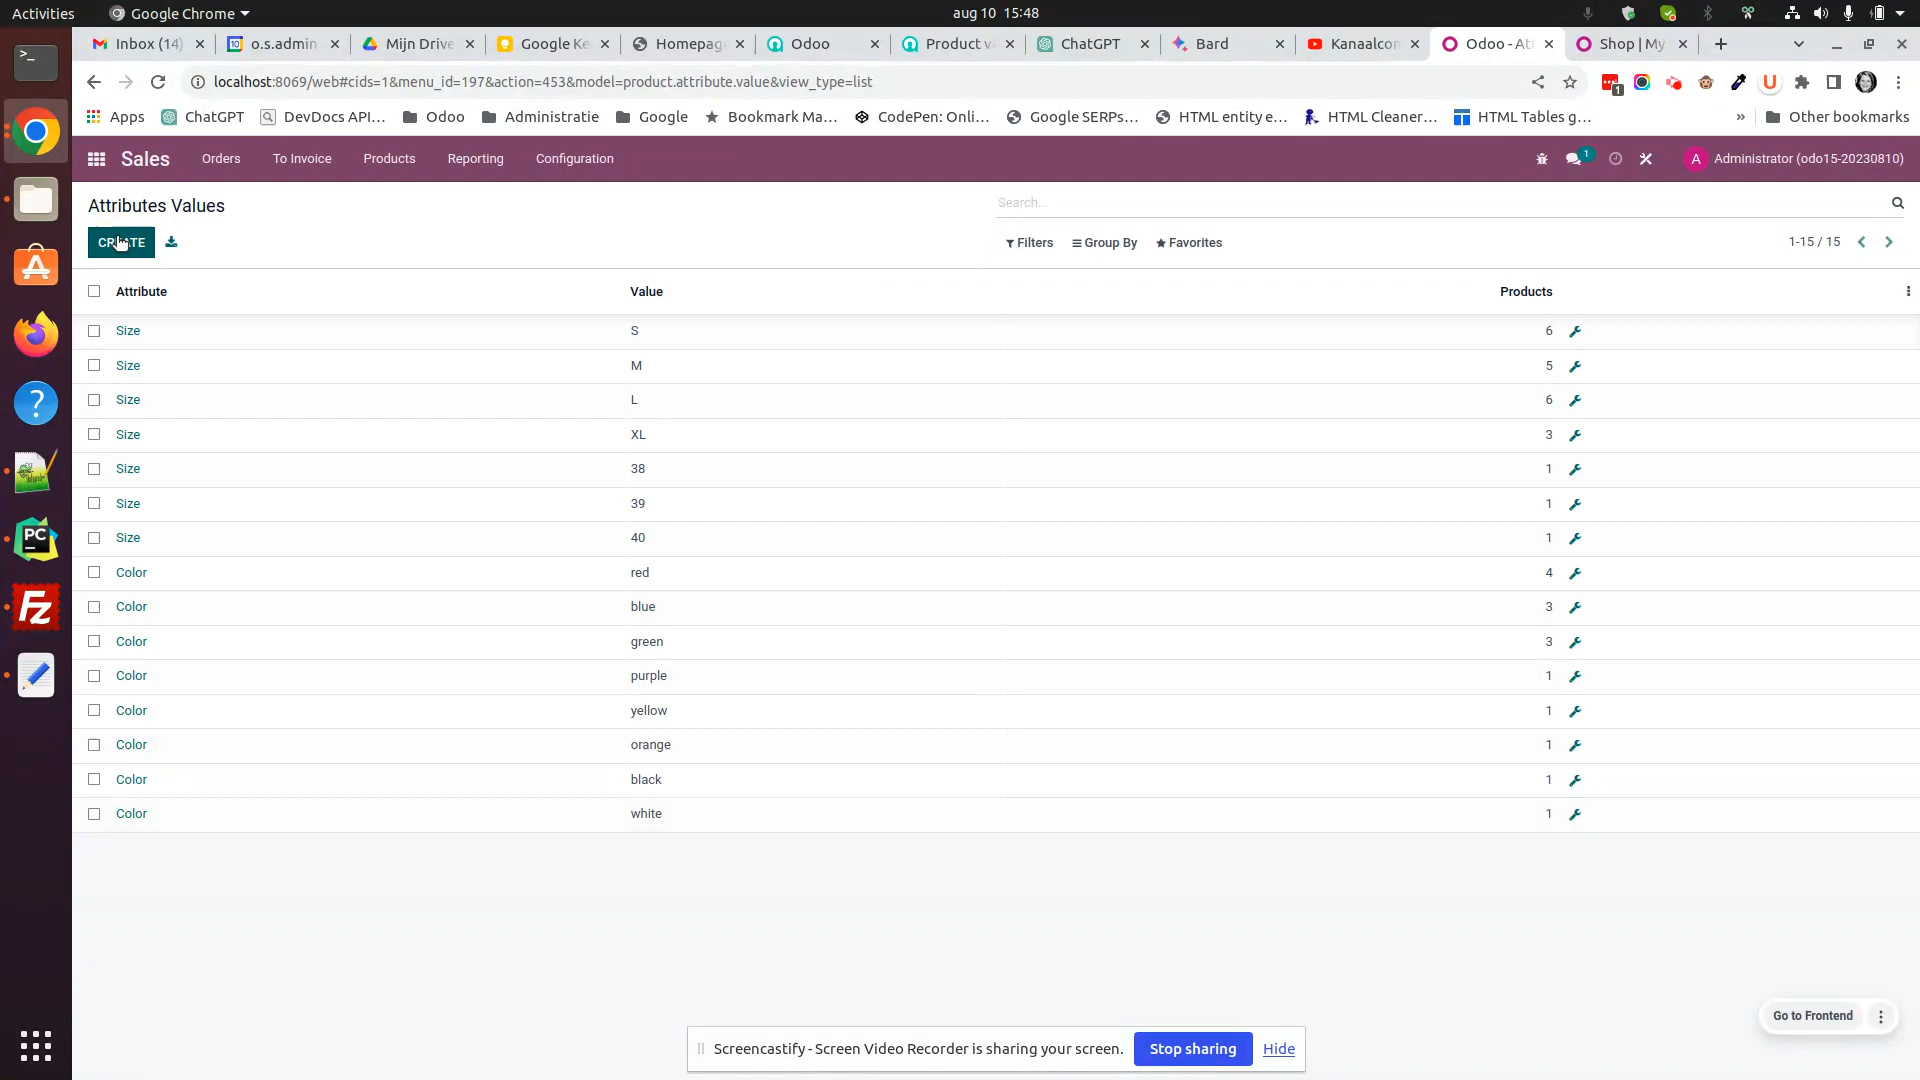 Activities
Google Chrome
aug 10 15:48
Inbox (14)
o.s.admin
Mijn Drive
Google Ke
Homepag
Odoo
Product v
ChatGPT
Bard
Kanaalcon
Odoo - Att
Shop | My
localhost:8069/web#cids=1&menu_id=197&action=453&model=product.attribute.value&view_type=list
1
Apps
ChatGPT
DevDocs API...
Odoo
Administratie
Google
Bookmark Ma...
CodePen: Onli...
Google SERPs...
HTML entity e...
HTML Cleaner...
HTML Tables g...
»
Other bookmarks
Sales
Orders
To Invoice
Products
Reporting
Configuration
1
A
Administrator (odo15-20230810)
Attributes Values
Search...
CREATE
Filters
Group By
Favorites
1-15 / 15
Attribute Value Products
Size S 6
Size M 5
Size L 6
Size XL 3
Size 38 1
Size 39 1
Size 40 1
Color red 4
Color blue 3
Color green 3
Color purple 1
Color yellow 1
Color orange 1
Color black 1
Color white 1
Go to Frontend
Screencastify - Screen Video Recorder is sharing your screen.
Stop sharing
Hide